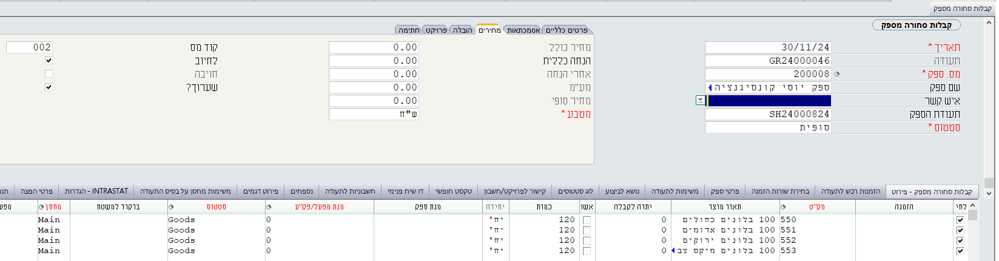 קבלות סחורה מספק
קבלות סחורה מספק
פרטים כלליים אסמכתאות מחירים הובלה פרויקט חתימה
תאריך * 30/11/24
תעודה GR24000046
מס. ספק * 200008
שם ספק ספק יוסי קונסיגנציה
איש קשר
תעודת הספק SH24000824
סטטוס * סופית
מחיר כולל 0.00
הנחה כללית 0.00
אחרי הנחה 0.00
מע"מ 0.00
מחיר סופי 0.00
מטבע * ש"ח
קוד מס 002
לחיוב
חויבה
שערוך?
קבלות סחורה מספק - פירוט הזמנות רכש לתעודה בחירת שורות הזמנה פרטי ספק משימות לתעודה נושא לביצוע לוג סטטוסים קישור לפרויקט/חשבון טקסט חופשי דו שיח פנימי חשבוניות לתעודה נספחים פירוט דגמים משימות מחסן על בסיס התעודה INTRASTAT - הגדרות פרטי הפצה תנו
לחי הזמנה מק"ט תאור מוצר יתרה לקבלה אשו כמות יחידה מנת ספק מנת מפעל/פק"ע סטטוס ברקוד למשטח מחסן מפע
550 100 בלונים כחולים 0 120 יח' 0 Goods Main
551 100 בלונים אדומים 0 120 יח' 0 Goods Main
552 100 בלונים ירוקים 0 120 יח' 0 Goods Main
553 100 בלונים מיקס צב 0 120 יח' 0 Goods Main